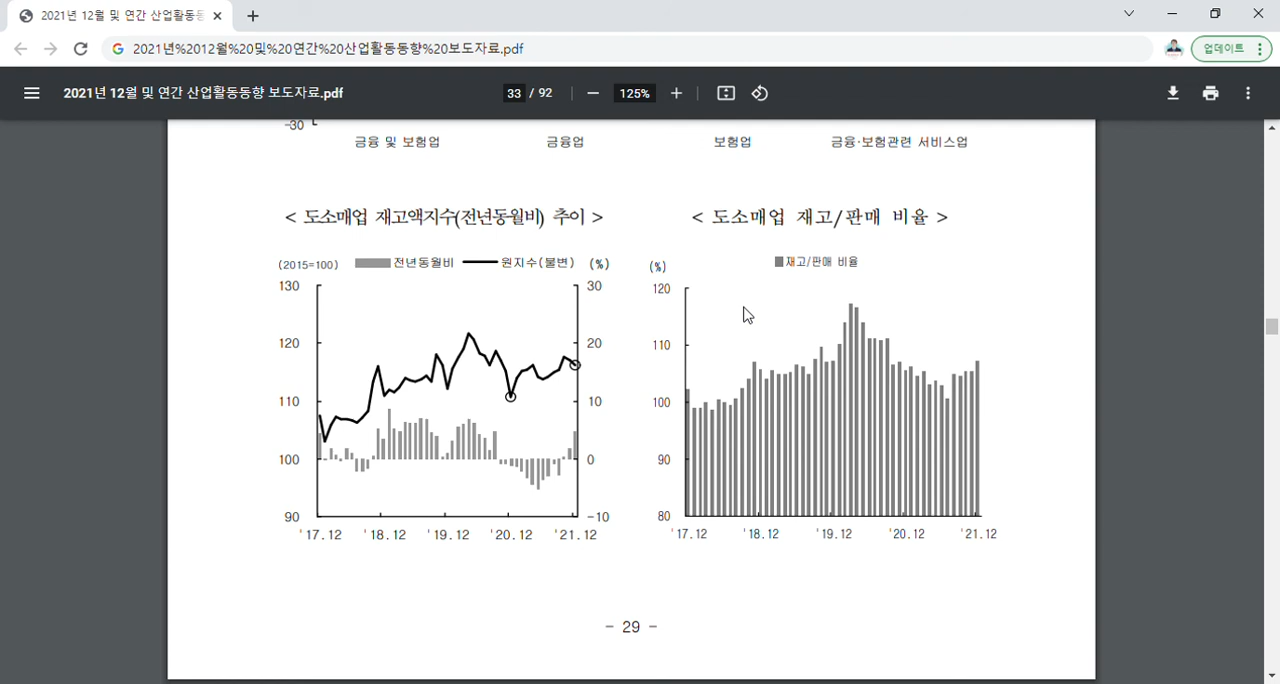 2021년 12월 및 연간 산업활동동
2021년%2012월%20및%20연간%20산업활동동향%20보도자료.pdf
업데이트
2021년 12월 및 연간 산업활동동향 보도자료.pdf
33 / 92
125%
-30
금융 및 보험업 금융업 보험업 금융·보험관련 서비스업
< 도소매업 재고액지수(전년동월비) 추이 >
(2015=100) 전년동월비 원지수(불변) (%)
130 30
120 20
110 10
100 0
90 -10
'17.12 '18.12 '19.12 '20.12 '21.12
< 도소매업 재고/판매 비율 >
재고/판매 비율
(%)
120
110
100
90
80
'17.12 '18.12 '19.12 '20.12 '21.12
- 29 -